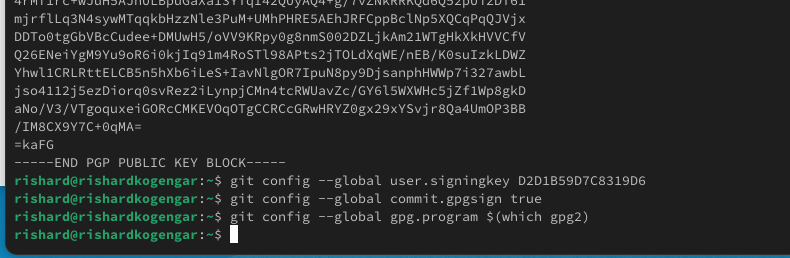 mjrflLq3N4sywMTqqkbHzzNle3PuM+UMhPHRE5AEhJRFCppBclNp5XQCqPqQJVjx
DDTo0tgGbVBcCudee+DMUwH5/oVV9KRpy0g8nmS002DZLjkAm21WTgHkXkHVVCfV
Q26ENeiYgM9Yu9oR6i0kjIq91m4RoSTl98APts2jTOLdXqWE/nEB/K0suIzkLDWZ
Yhwl1CRLRttELCB5n5hXb6iLeS+IavNlgOR7IpuN8py9DjsanphHWWp7i327awbL
jso4112j5ezDiorq0svRez2iLynpjCMn4tcRWUavZc/GY6l5WXWHc5jZf1Wp8gkD
aNo/V3/VTgoquxeiGORcCMKEVOqOTgCCRCcGRwHRYZ0gx29xYSvjr8Qa4UmOP3BB
/IM8CX9Y7C+0qMA=
=kaFG
-----END PGP PUBLIC KEY BLOCK-----
rishard@rishardkogengar:~$ git config --global user.signingkey D2D1B59D7C8319D6
rishard@rishardkogengar:~$ git config --global commit.gpgsign true
rishard@rishardkogengar:~$ git config --global gpg.program $(which gpg2)
rishard@rishardkogengar:~$